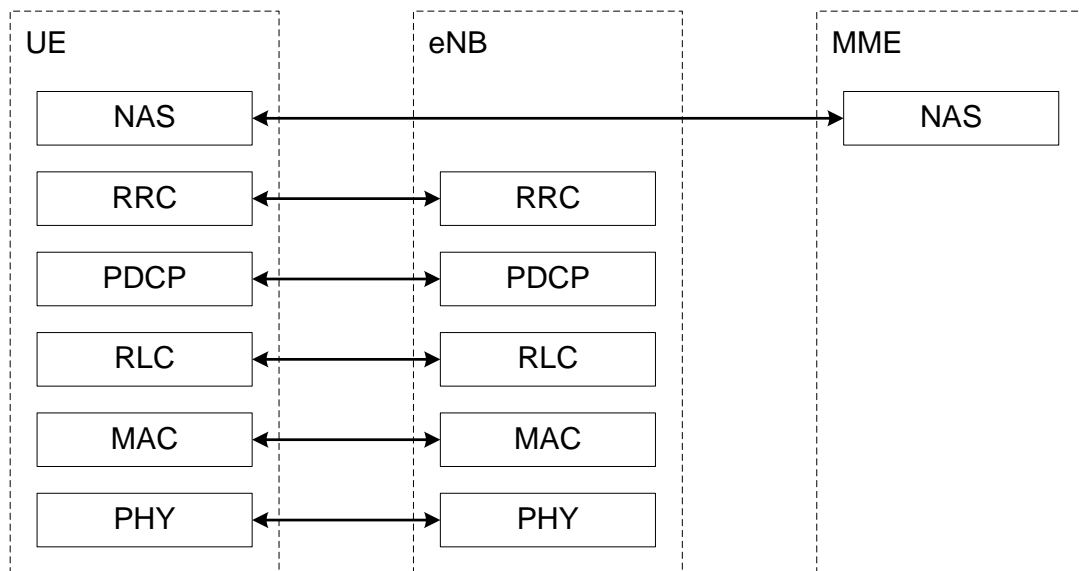 UE
eNB
MME
NAS
NAS
RRC
RRC
PDCP
PDCP
RLC
RLC
MAC
MAC
PHY
PHY